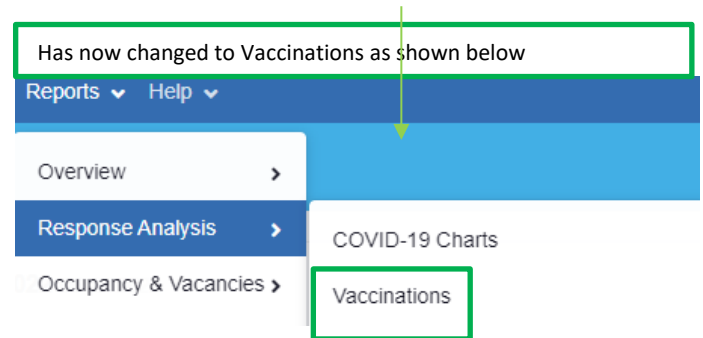 Has now changed to Vaccinations as shown below
Reports Help
Overview
Response Analysis
COVID-19 Charts
Occupancy & Vacancies
Vaccinations